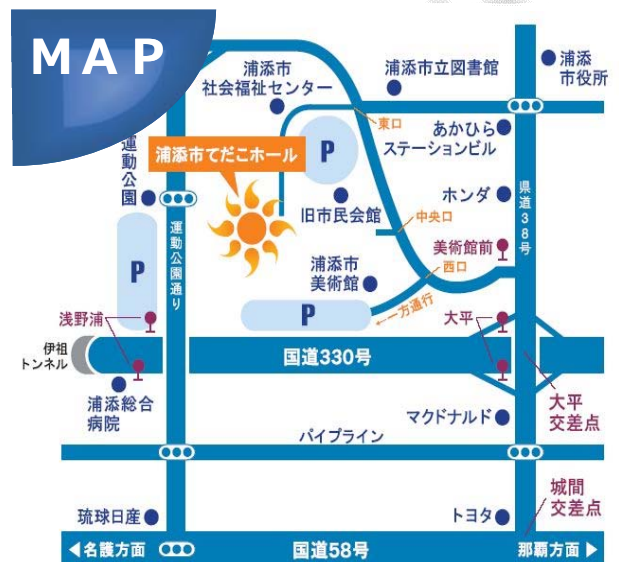 MAP
浦添市
社会福祉センター
浦添市立図書館
浦添
市役所
東口
あかひら
ステーションビル
運動公園
浦添市てだこホール
P
旧市民会館
ホンダ
県道38号
中央口
美術館前
西口
運動公園通り
P
浦添市
美術館
P
←一方通行
浅野浦
大平
伊祖
トンネル
国道330号
浦添総合
病院
マクドナルド
大平
交差点
パイプライン
城間
交差点
琉球日産
トヨタ
◀名護方面
国道58号
那覇方面▶